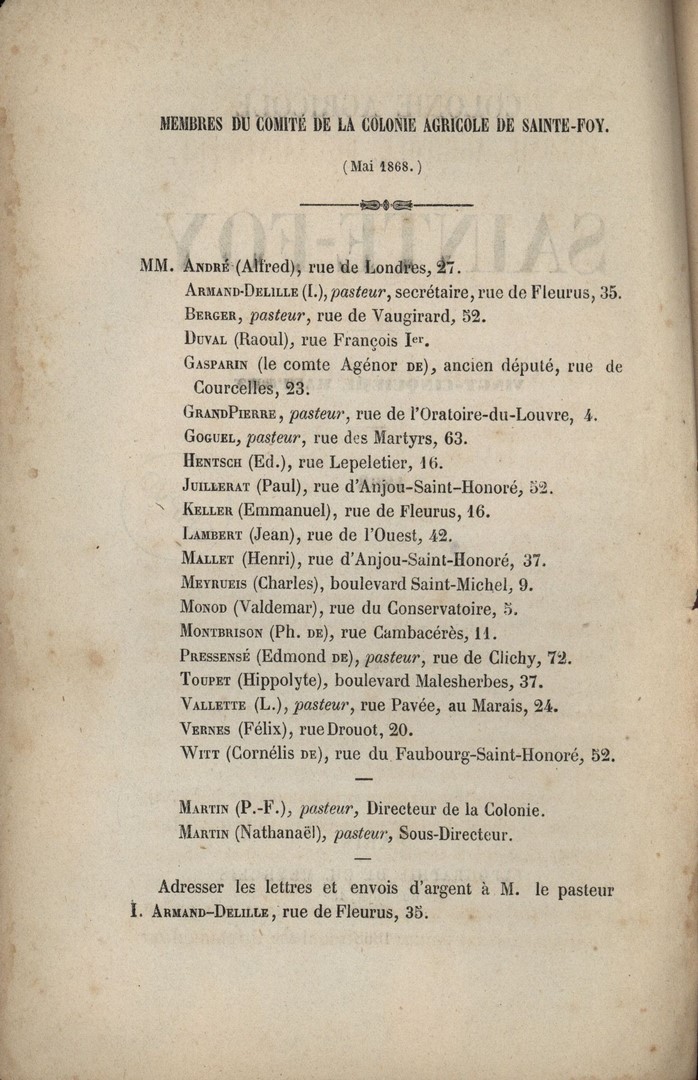 MEMBRES DU COMITÉ DE LA COLONIE AGRICOLE DE SAINTE-FOY.
(Mai 1868.)
MM. ANDRÉ (Alfred), rue de Londres, 27.
ARMAND-DELILLE (I.), pasteur, secrétaire, rue de Fleurus, 35.
BERGER, pasteur, rue de Vaugirard, 52.
DUVAL (Raoul), rue François Ier.
GASPARIN (le comte Agénor DE), ancien député, rue de
Courcelles, 23.
GRANDPIERRE, pasteur, rue de l'Oratoire-du-Louvre, 4.
GOGUEL, pasteur, rue des Martyrs, 63.
HENTSCH (Ed.), rue Lepeletier, 16.
JUILLERAT (Paul), rue d'Anjou-Saint-Honoré, 52.
KELLER (Emmanuel), rue de Fleurus, 16.
LAMBERT (Jean), rue de l'Ouest, 42.
MALLET (Henri), rue d'Anjou-Saint-Honoré, 37.
MEYRUEIS (Charles), boulevard Saint-Michel, 9.
MONOD (Valdemar), rue du Conservatoire, 5.
MONTBRISON (Ph. DE), rue Cambacérès, 11.
PRESSENSÉ (Edmond DE), pasteur, rue de Clichy, 72.
TOUPET (Hippolyte), boulevard Malesherbes, 37.
VALLETTE (L.), pasteur, rue Pavée, au Marais, 24.
VERNES (Félix), rue Drouot, 20.
WITT (Cornélis DE), rue du Faubourg-Saint-Honoré, 52.
MARTIN (P.-F.), pasteur, Directeur de la Colonie.
MARTIN (Nathanaël), pasteur, Sous-Directeur.
Adresser les lettres et envois d'argent à M. le pasteur
I. ARMAND-DELILLE, rue de Fleurus, 35.